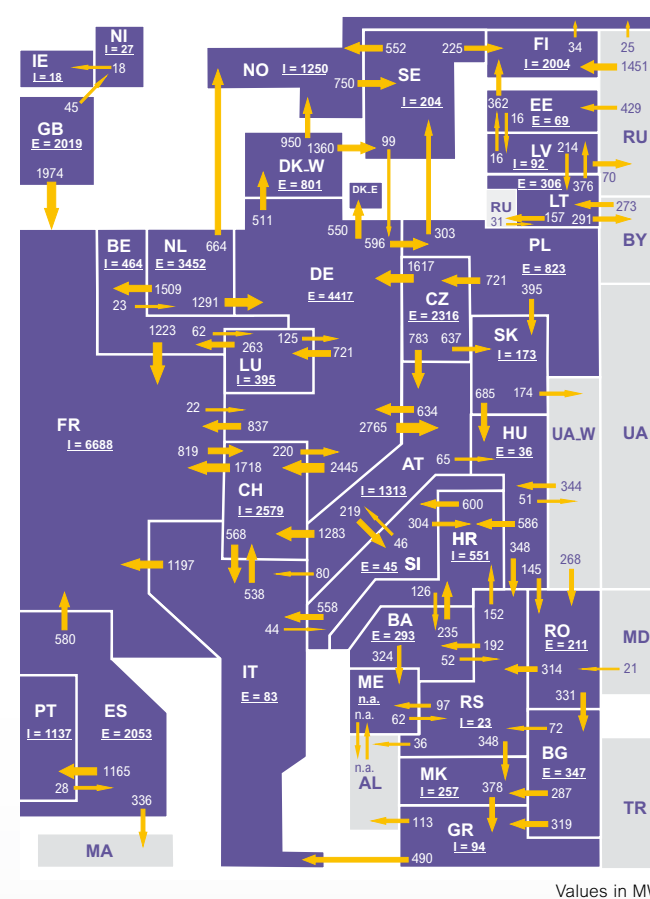 NI
I = 27
IE
I = 18
18
45
GB
E = 2019
1974
NO
I = 1250
552
750
SE
I = 204
225
FI
I = 2004
34
25
1451
362
16
EE
E = 69
429
RU
16
LV
I = 92
214
376
70
E = 306
LT
RU
31
157
291
273
BY
950
1360
DK_W
E = 801
99
DK_E
511
550
596
303
664
BE
I = 464
NL
E = 3452
1509
23
1291
DE
E = 4417
1617
721
CZ
E = 2316
PL
E = 823
395
1223
62
263
125
721
LU
I = 395
783
637
SK
I = 173
174
685
22
837
634
2765
FR
I = 6688
819
1718
220
2445
AT
I = 1313
65
HU
E = 36
UA_W
UA
CH
I = 2579
568
1283
219
46
344
51
600
304
586
HR
I = 551
348
145
268
SI
E = 45
1197
538
80
126
152
558
44
235
BA
E = 293
324
192
52
RO
E = 211
MD
314
21
580
IT
E = 83
ME
n.a.
n.a.
97
62
RS
I = 23
331
PT
I = 1137
ES
E = 2053
36
348
72
n.a.
AL
BG
E = 347
1165
28
336
MK
I = 257
378
287
TR
113
GR
I = 94
319
MA
490
Values in MW